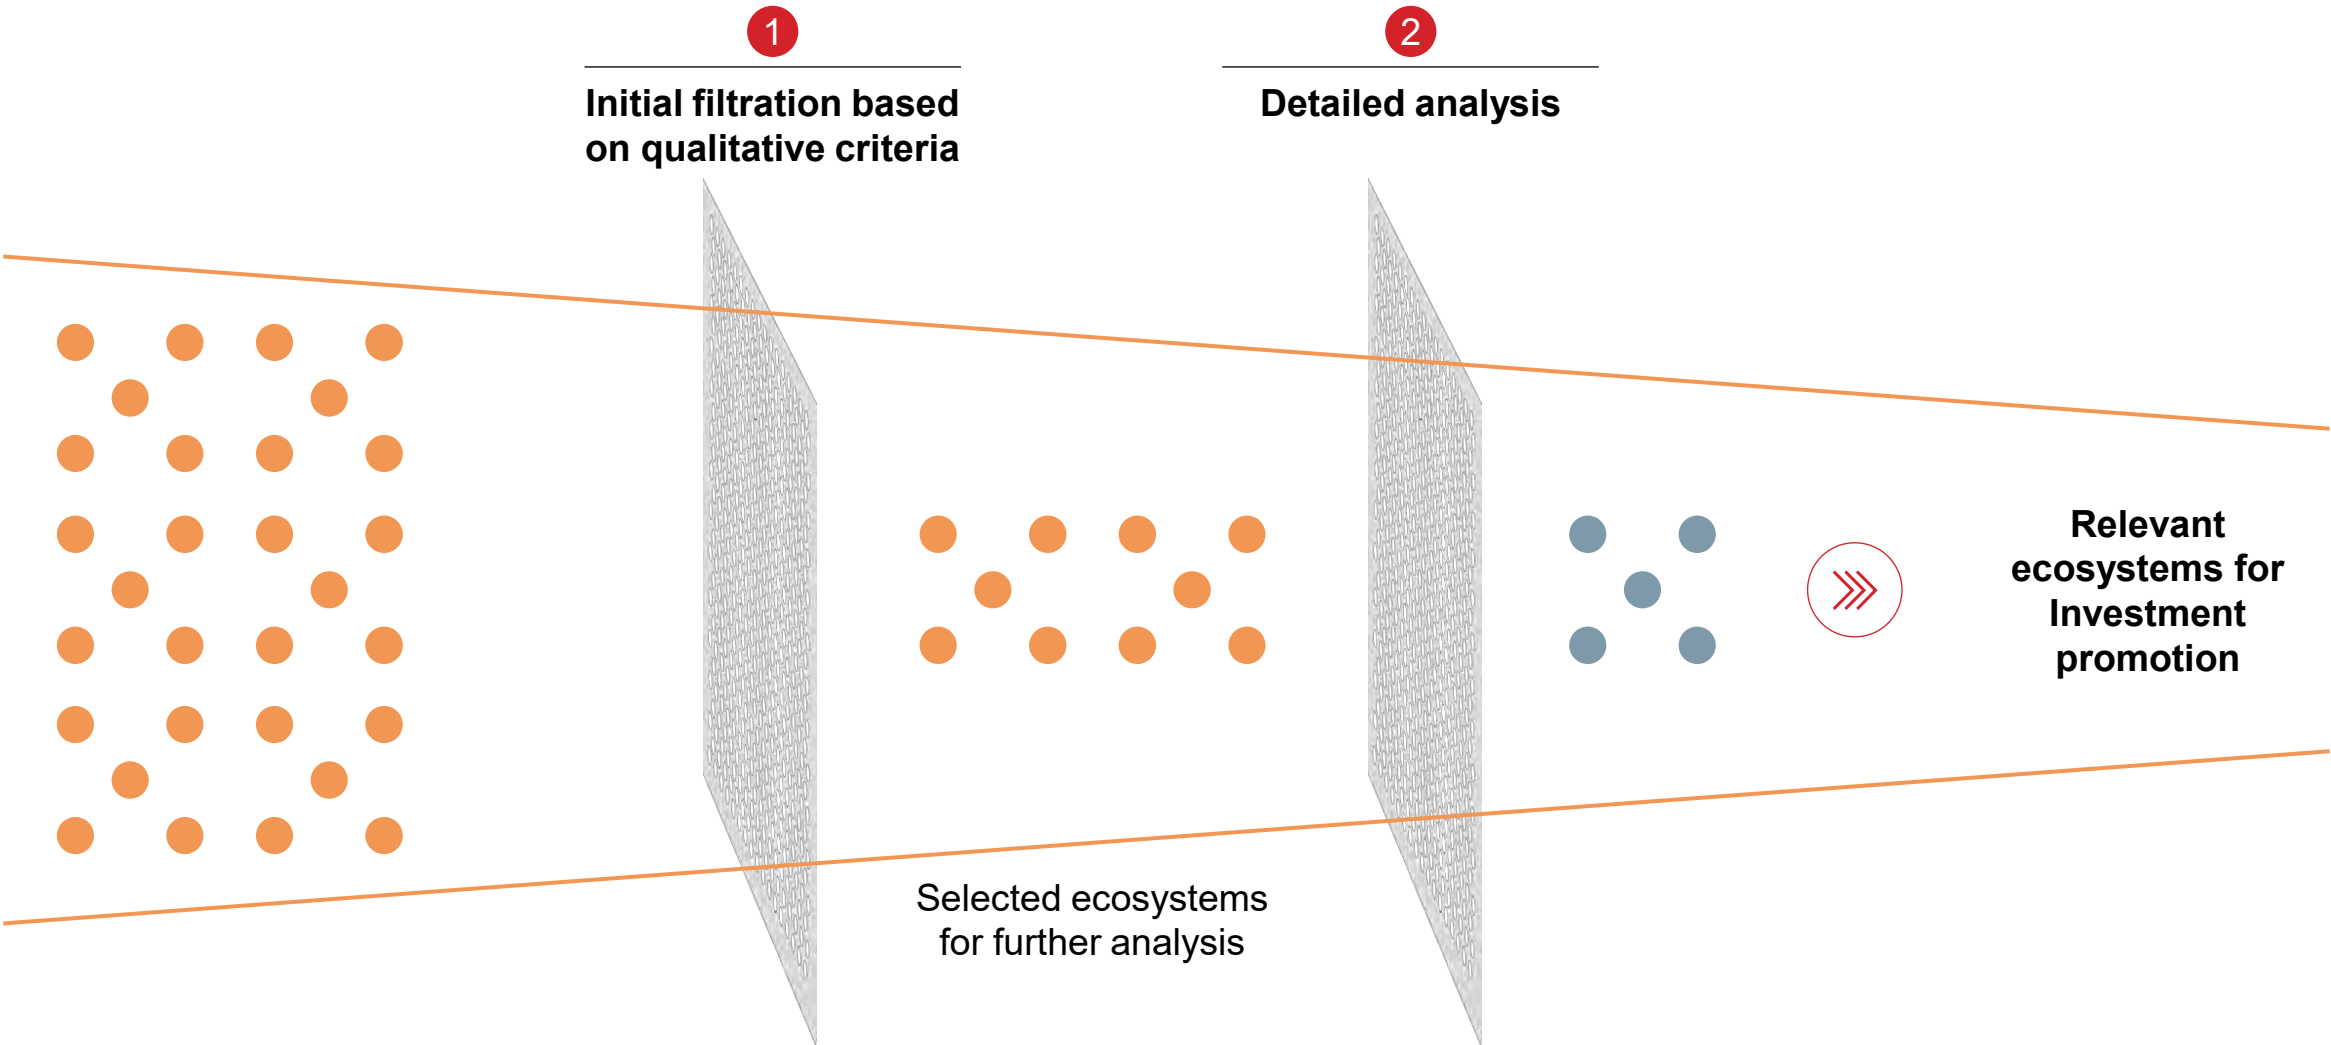 1
Initial filtration based
on qualitative criteria
2
Detailed analysis
Selected ecosystems
for further analysis
Relevant
ecosystems for
Investment
promotion